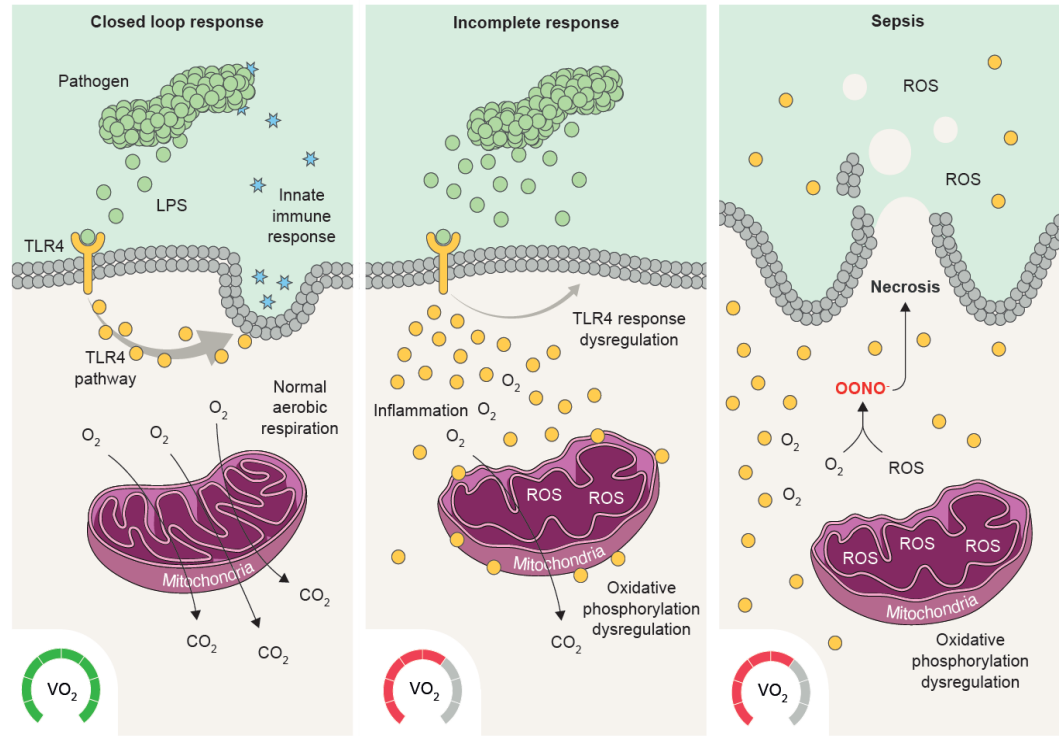 Closed loop response
Pathogen
LPS
Innate
immune
response
TLR4
TLR4
pathway
Normal
aerobic
respiration
O₂
O₂
O₂
Mitochondria
CO₂
CO₂
CO₂
VO₂
Incomplete response
TLR4 response
dysregulation
O₂
Inflammation
O₂
O₂
ROS
ROS
Mitochondria
Oxidative
phosphorylation
dysregulation
CO₂
VO₂
Sepsis
ROS
ROS
Necrosis
OONO⁻
O₂
O₂
ROS
O₂
ROS
ROS
ROS
Mitochondria
Oxidative
phosphorylation
dysregulation
VO₂